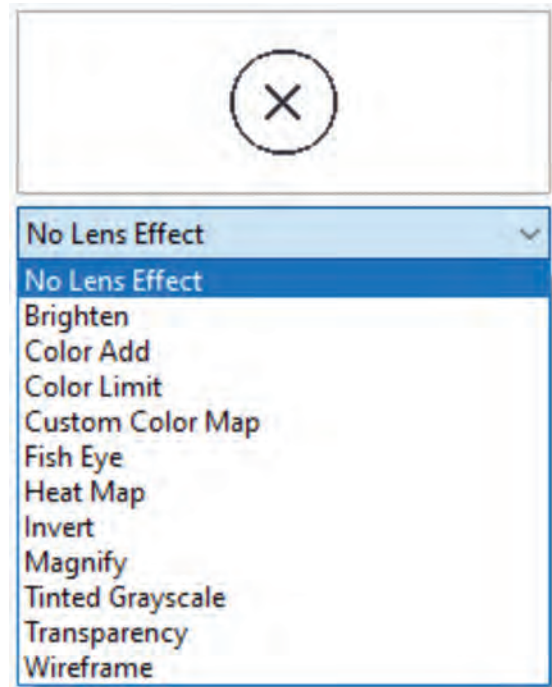 No Lens Effect
No Lens Effect
Brighten
Color Add
Color Limit
Custom Color Map
Fish Eye
Heat Map
Invert
Magnify
Tinted Grayscale
Transparency
Wireframe